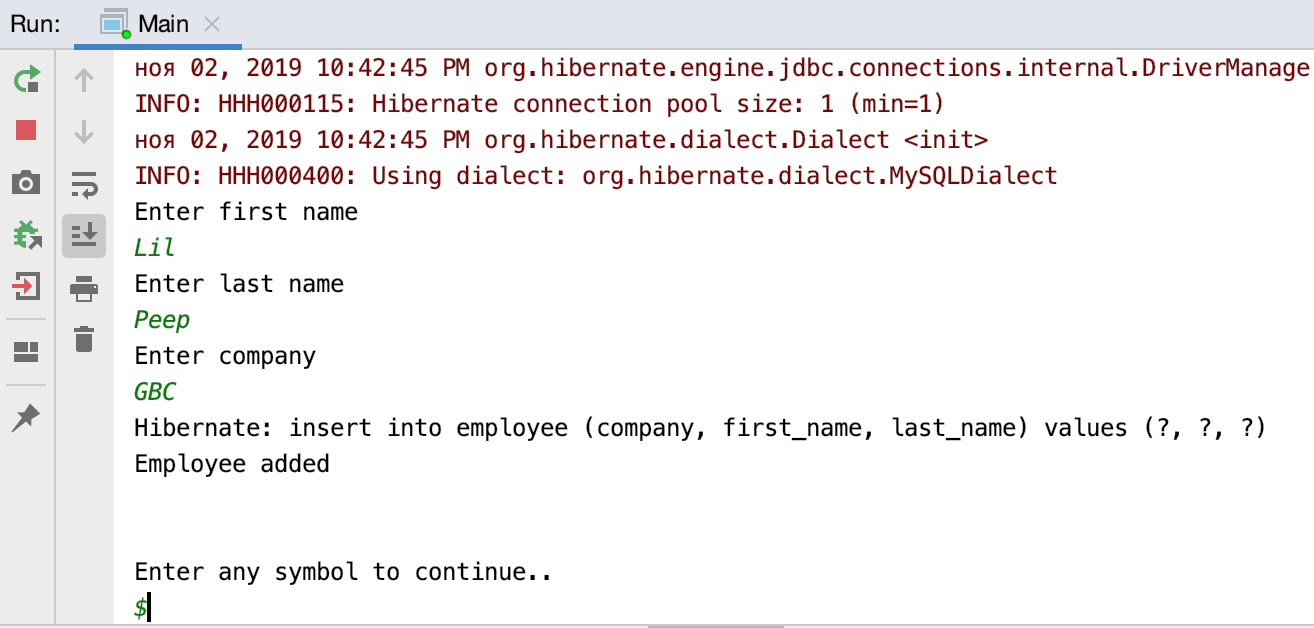 Run: Main
ноя 02, 2019 10:42:45 PM org.hibernate.engine.jdbc.connections.internal.DriverManage
INFO: HHH000115: Hibernate connection pool size: 1 (min=1)
ноя 02, 2019 10:42:45 PM org.hibernate.dialect.Dialect <init>
INFO: HHH000400: Using dialect: org.hibernate.dialect.MySQLDialect
Enter first name
Lil
Enter last name
Peep
Enter company
GBC
Hibernate: insert into employee (company, first_name, last_name) values (?, ?, ?)
Employee added
Enter any symbol to continue..
$